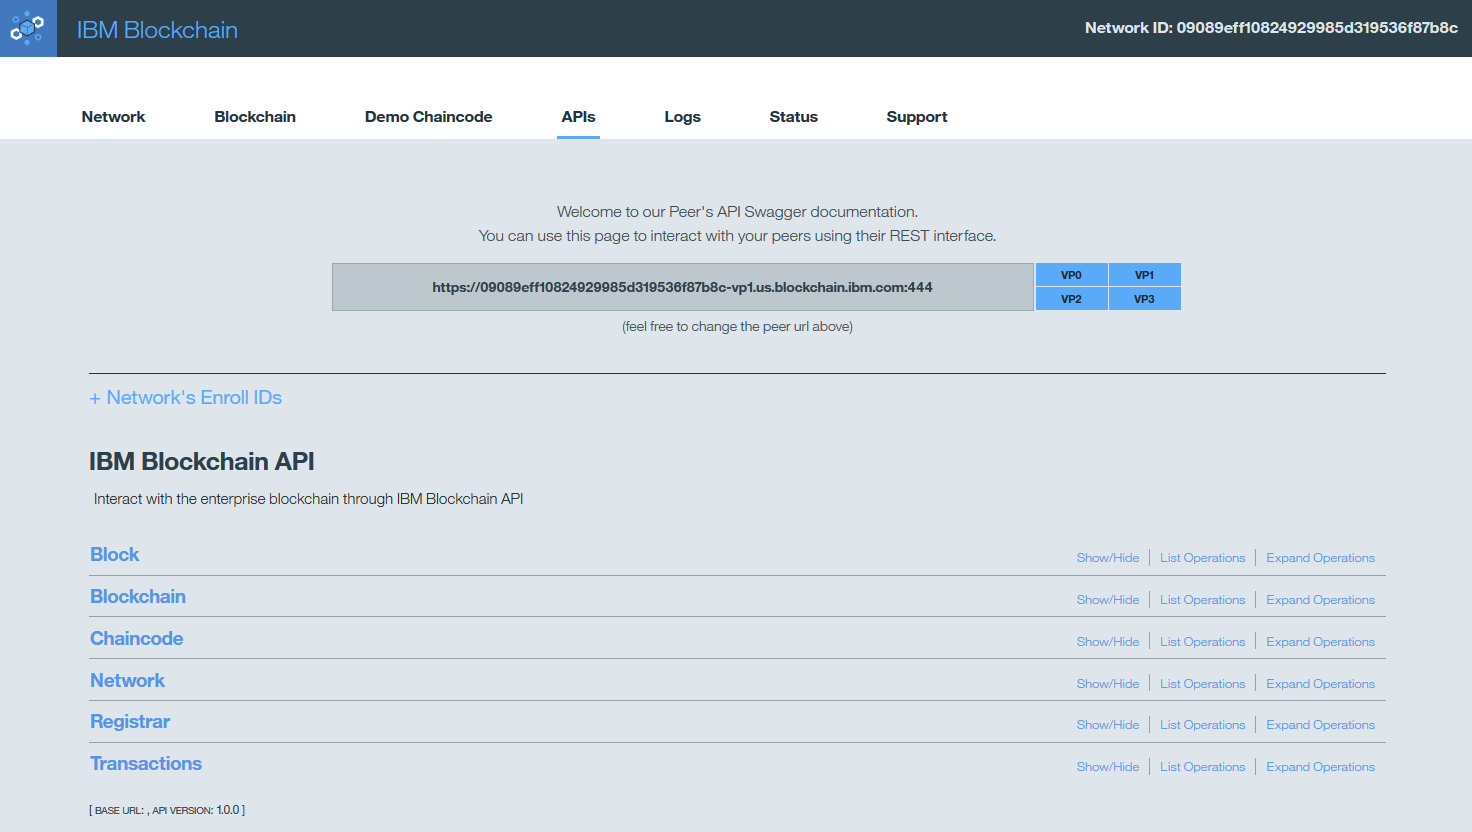 IBM Blockchain
Network ID: 09089eff10824929985d319536f87b8c
Network Blockchain Demo Chaincode APIs Logs Status Support
Welcome to our Peer's API Swagger documentation.
You can use this page to interact with your peers using their REST interface.
https://09089eff10824929985d319536f87b8c-vp1.us.blockchain.ibm.com:444
VP0 VP1
VP2 VP3
(feel free to change the peer url above)
+ Network's Enroll IDs
IBM Blockchain API
Interact with the enterprise blockchain through IBM Blockchain API
Block Show/Hide List Operations Expand Operations
Blockchain Show/Hide List Operations Expand Operations
Chaincode Show/Hide List Operations Expand Operations
Network Show/Hide List Operations Expand Operations
Registrar Show/Hide List Operations Expand Operations
Transactions Show/Hide List Operations Expand Operations
[ BASE URL: , API VERSION: 1.0.0 ]